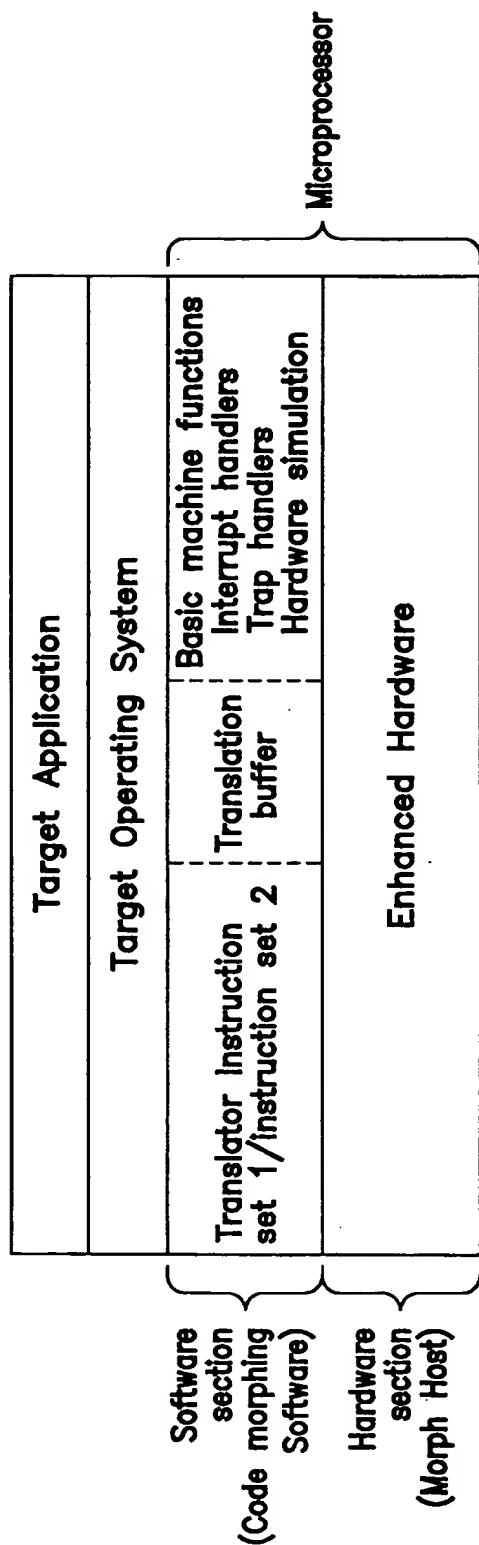 Target Application
Target Operating System
Software
section
(Code morphing
Software)
Translator Instruction
set 1/instruction set 2
Translation
buffer
Basic machine functions
Interrupt handlers
Trap handlers
Hardware simulation
Microprocessor
Hardware
section
(Morph Host)
Enhanced Hardware